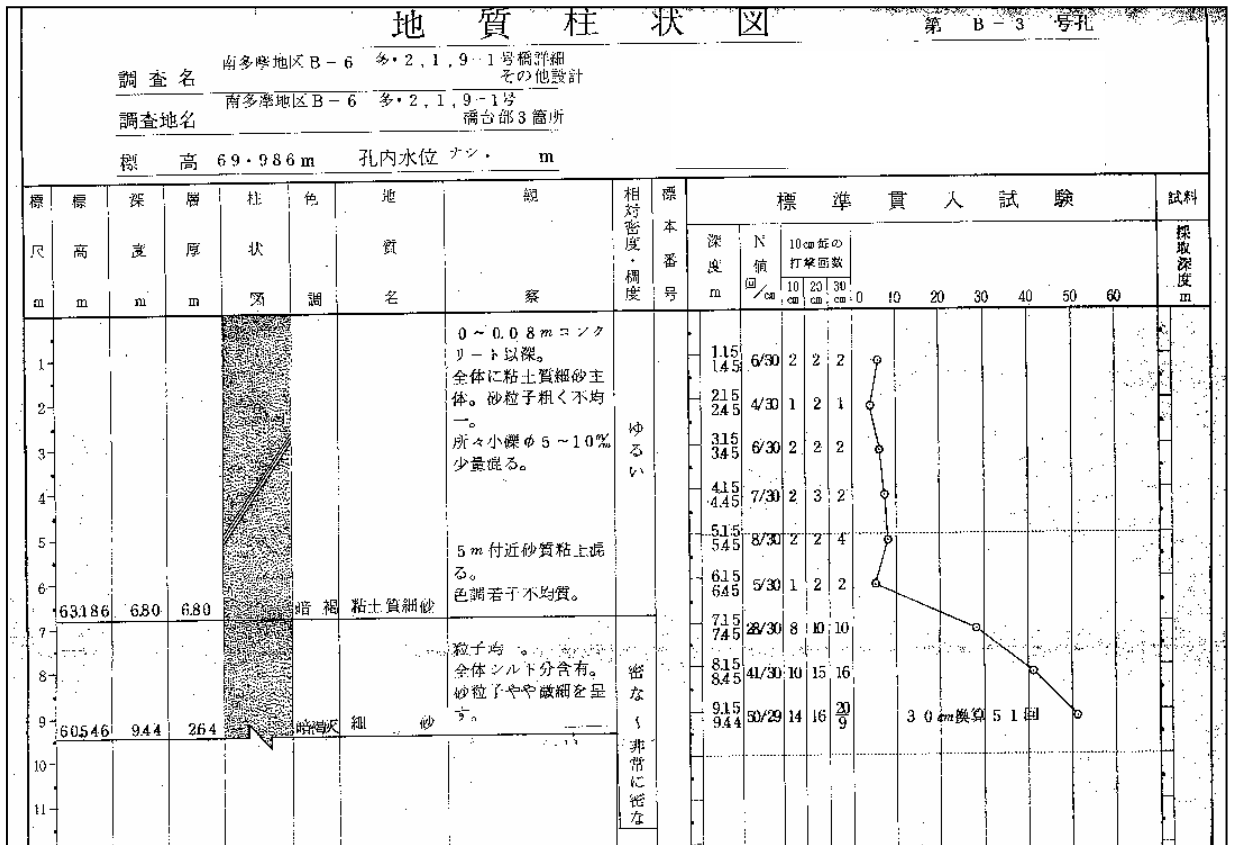 地質柱状図
第 B－3 号孔
調査名 南多摩地区B－6 多・2，1，9－1号橋詳細
その他設計
調査地名 南多摩地区B－6 多・2，1，9－1号
橋台部3箇所
標高 69・986m 孔内水位 ナシ・ m
標尺 m
標高 m
深度 m
層厚 m
柱状図
色調
地質名
観察
相対密度・稠度
標本番号
標準貫入試験
深度 m
N値 回/cm
10cm毎の打撃回数
10cm 20cm 30cm
0 10 20 30 40 50 60
試料
採取深度 m
0～0.08mコンク
リート以深。
全体に粘土質細砂主
体。砂粒子粗く不均
一。
所々小礫φ5～10%
少量混る。
5m付近砂質粘土混
る。
色調若干不均質。
ゆるい
63.186 6.80 6.80 暗褐 粘土質細砂
粒子均一。
全体シルト分含有。
砂粒子やや繊細を呈
す。
密な～非常に密な
60.546 9.44 2.64 暗褐灰 細砂
1
2
3
4
5
6
7
8
9
10
11
1.15 1.45 6/30 2 2 2
2.15 2.45 4/30 1 2 1
3.15 3.45 6/30 2 2 2
4.15 4.45 7/30 2 3 2
5.15 5.45 8/30 2 2 4
6.15 6.45 5/30 1 2 2
7.15 7.45 28/30 8 10 10
8.15 8.45 41/30 10 15 16
9.15 9.44 50/29 14 16 20/9 30cm換算51回